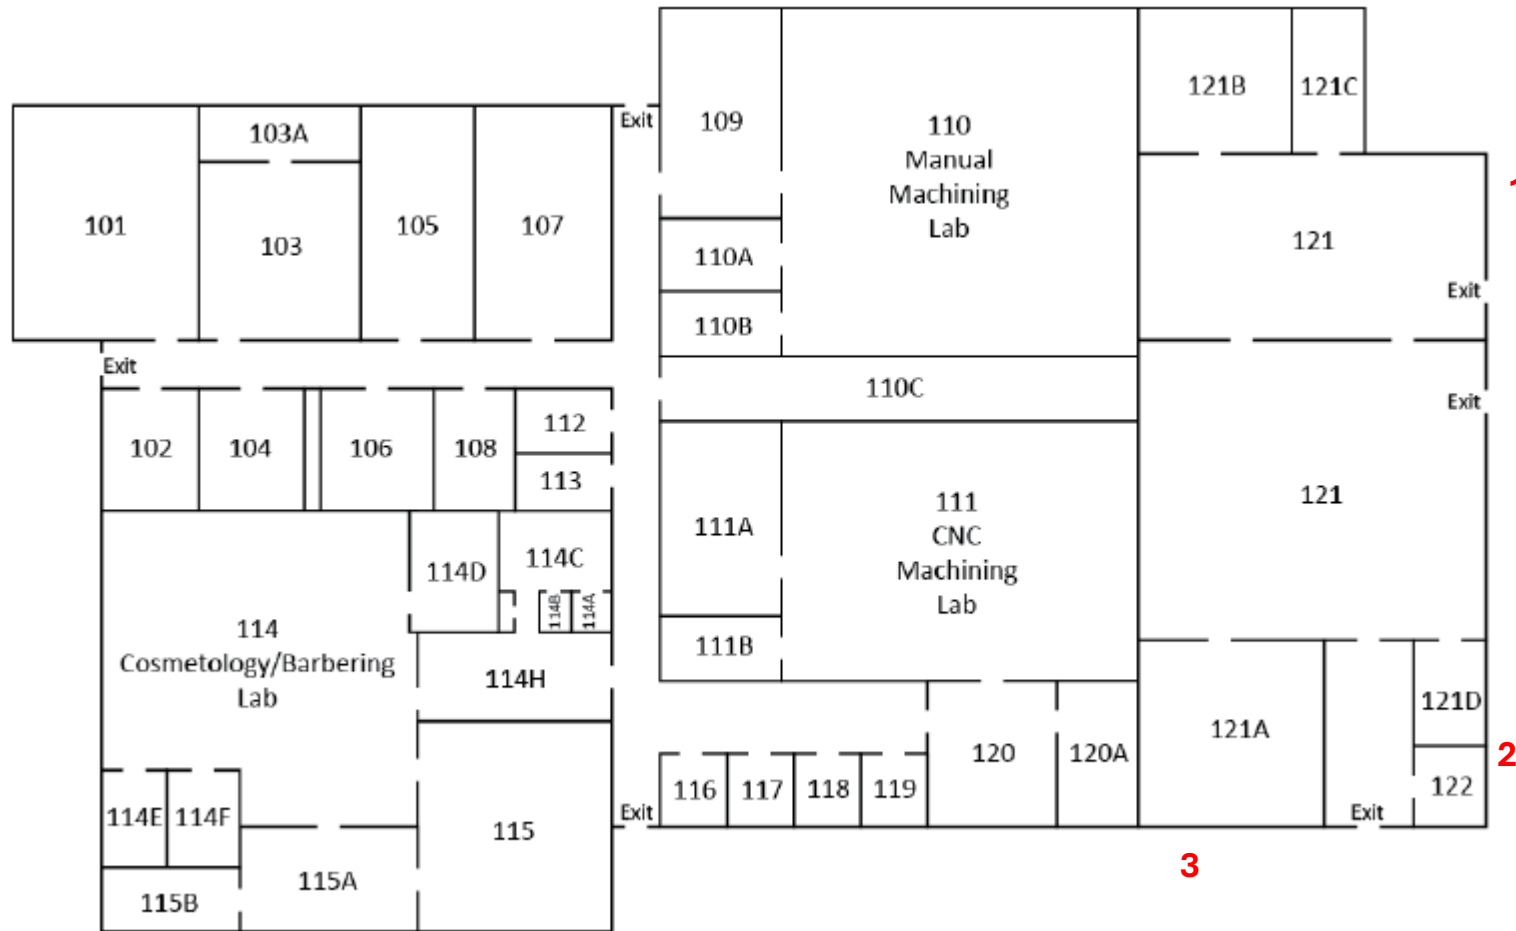 121B
121C
103A
Exit
109
110
Manual
Machining
Lab
1
101
103
105
107
121
110A
Exit
110B
Exit
110C
Exit
102
104
106
108
112
113
121
111A
111
CNC
Machining
Lab
114D
114C
114B
114A
114
Cosmetology/Barbering
Lab
114H
111B
121D
121A
2
120
120A
116
117
118
119
122
114E
114F
Exit
115
Exit
3
115A
115B